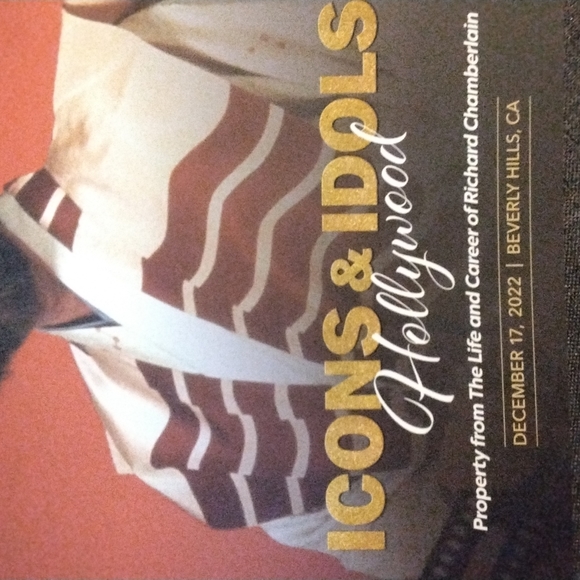 ICONS & IDOLS
Hollywood
Property from The Life and Career of Richard Chamberlain
DECEMBER 17, 2022 | BEVERLY HILLS, CA